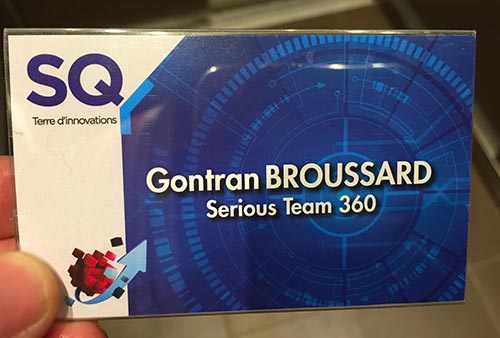 SQ
Terre d'innovations
Gontran BROUSSARD
Serious Team 360